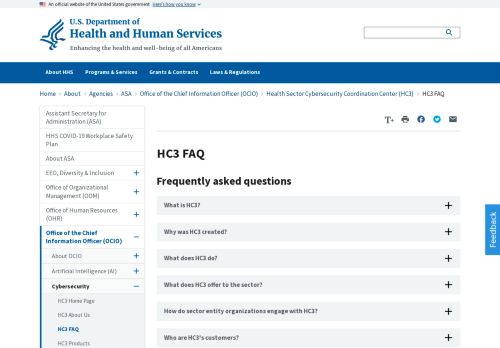 An official website of the United States government Here's how you know
U.S. Department of
Health and Human Services
Enhancing the health and well-being of all Americans
About HHS Programs & Services Grants & Contracts Laws & Regulations
Home > About > Agencies > ASA > Office of the Chief Information Officer (OCIO) > Health Sector Cybersecurity Coordination Center (HC3) > HC3 FAQ
Assistant Secretary for
Administration (ASA)
HHS COVID-19 Workplace Safety
Plan
About ASA
EEO, Diversity & Inclusion
Office of Organizational
Management (OOM)
Office of Human Resources
(OHR)
Office of the Chief
Information Officer (OCIO)
About OCIO
Artificial Intelligence (AI)
Cybersecurity
HC3 Home Page
HC3 About Us
HC3 FAQ
HC3 Products
T+
HC3 FAQ
Frequently asked questions
What is HC3?
Why was HC3 created?
What does HC3 do?
What does HC3 offer to the sector?
How do sector entity organizations engage with HC3?
Who are HC3's customers?
Feedback